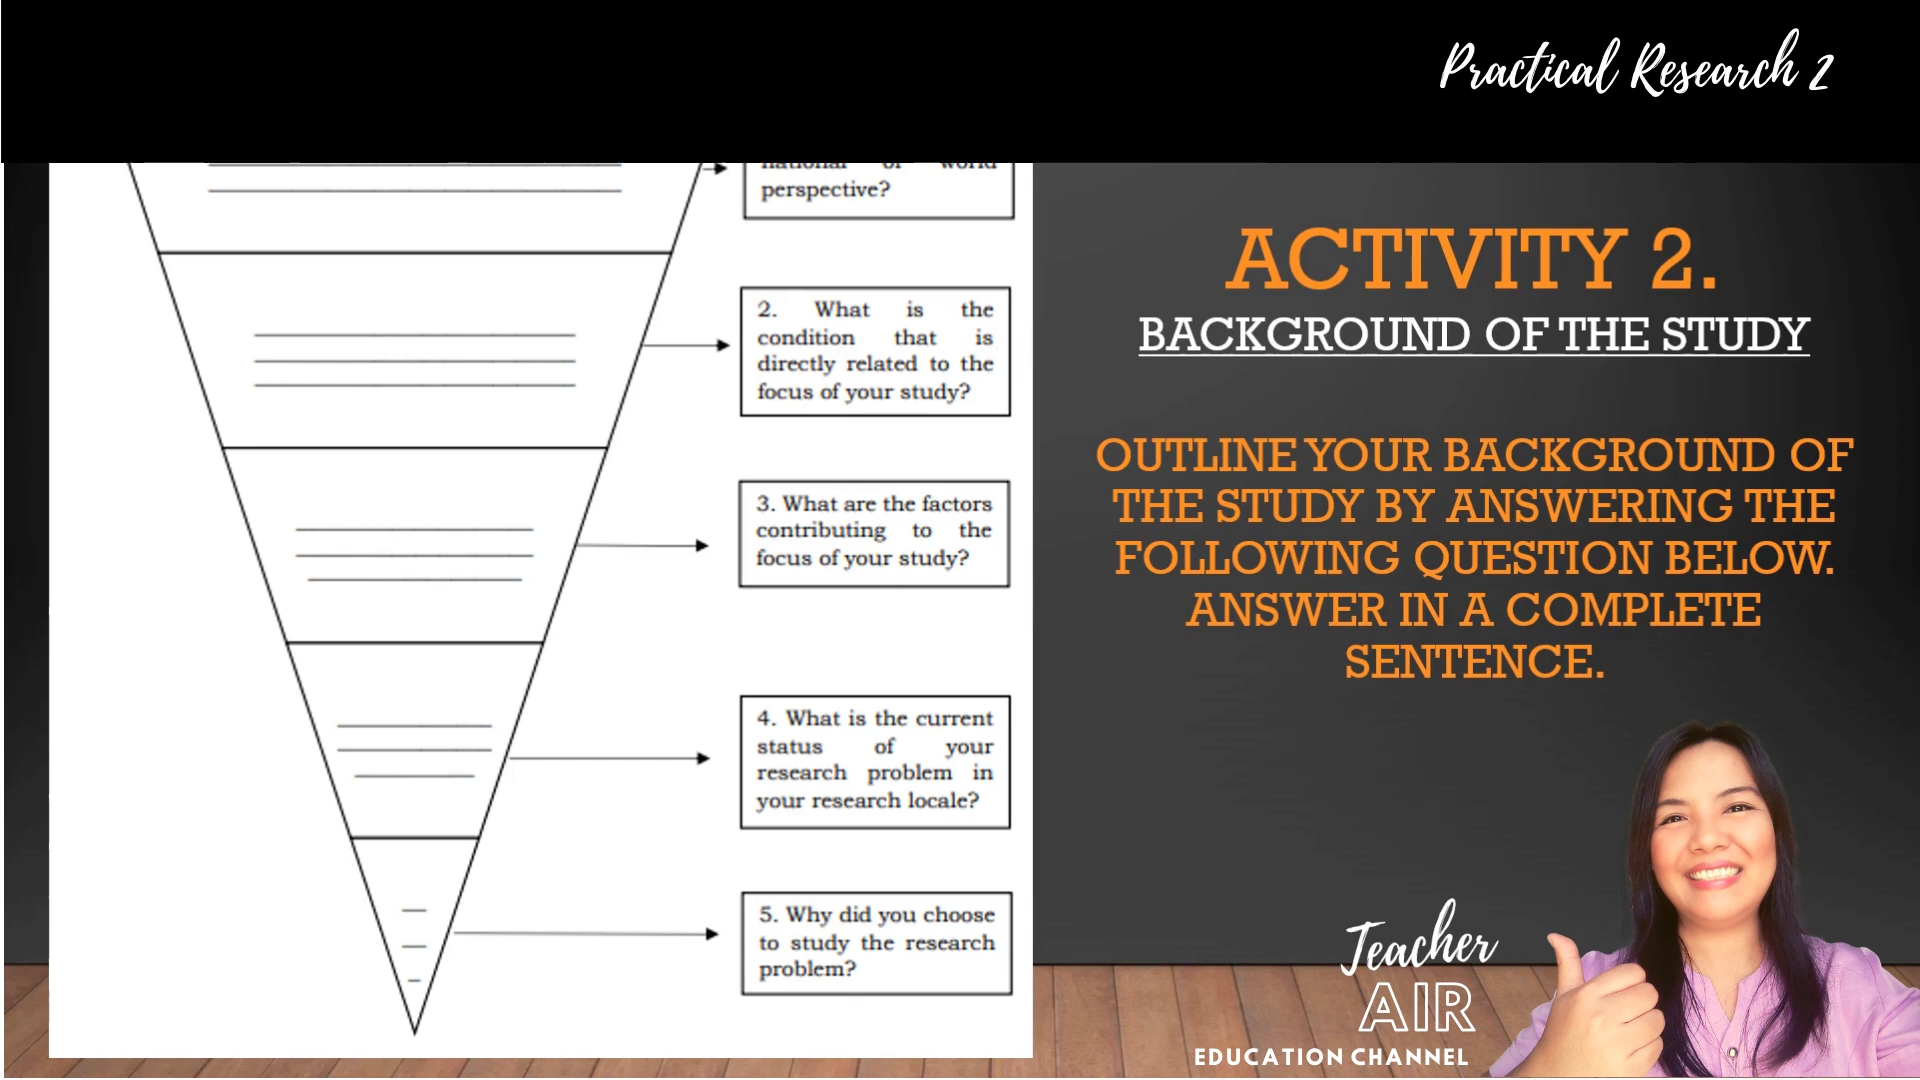 Practical Research 2
national or world
perspective?
2. What is the
condition that is
directly related to the
focus of your study?
3. What are the factors
contributing to the
focus of your study?
4. What is the current
status of your
research problem in
your research locale?
5. Why did you choose
to study the research
problem?
ACTIVITY 2.
BACKGROUND OF THE STUDY
OUTLINE YOUR BACKGROUND OF
THE STUDY BY ANSWERING THE
FOLLOWING QUESTION BELOW.
ANSWER IN A COMPLETE
SENTENCE.
Teacher
AIR
EDUCATION CHANNEL